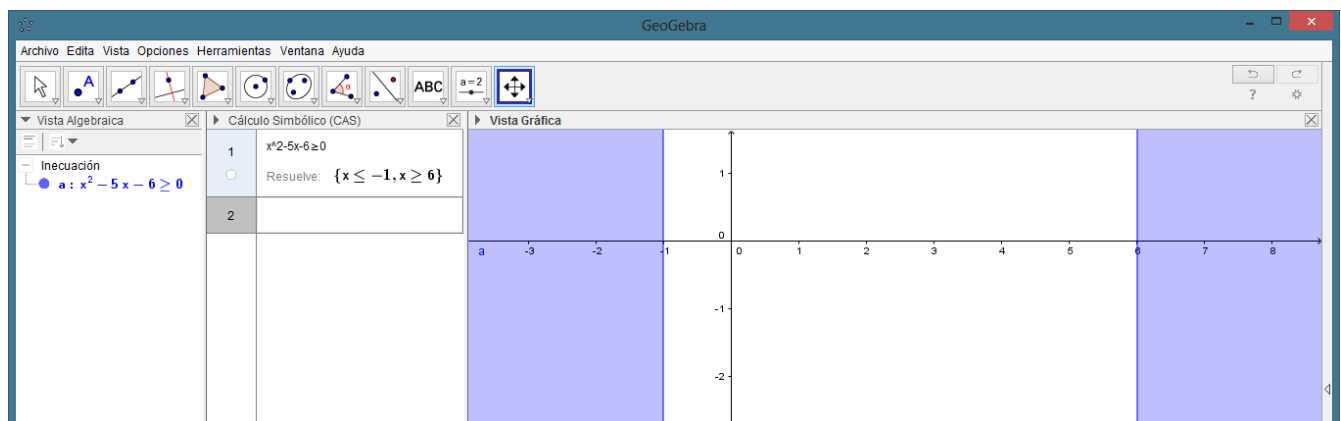 GeoGebra
Archivo Edita Vista Opciones Herramientas Ventana Ayuda
A
α
ABC
a=2
?
Vista Algebraica
Cálculo Simbólico (CAS)
Vista Gráfica
Inecuación
a : x² − 5 x − 6 ≥ 0
1
x^2-5x-6≥0
Resuelve: {x ≤ −1, x ≥ 6}
2
1
0
a -3 -2 -1 0 1 2 3 4 5 6 7 8
-1
-2